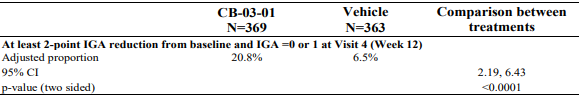 CB-03-01 Vehicle Comparison between
N=369 N=363 treatments
At least 2-point IGA reduction from baseline and IGA =0 or 1 at Visit 4 (Week 12)
Adjusted proportion 20.8% 6.5%
95% CI 2.19, 6.43
p-value (two sided) <0.0001